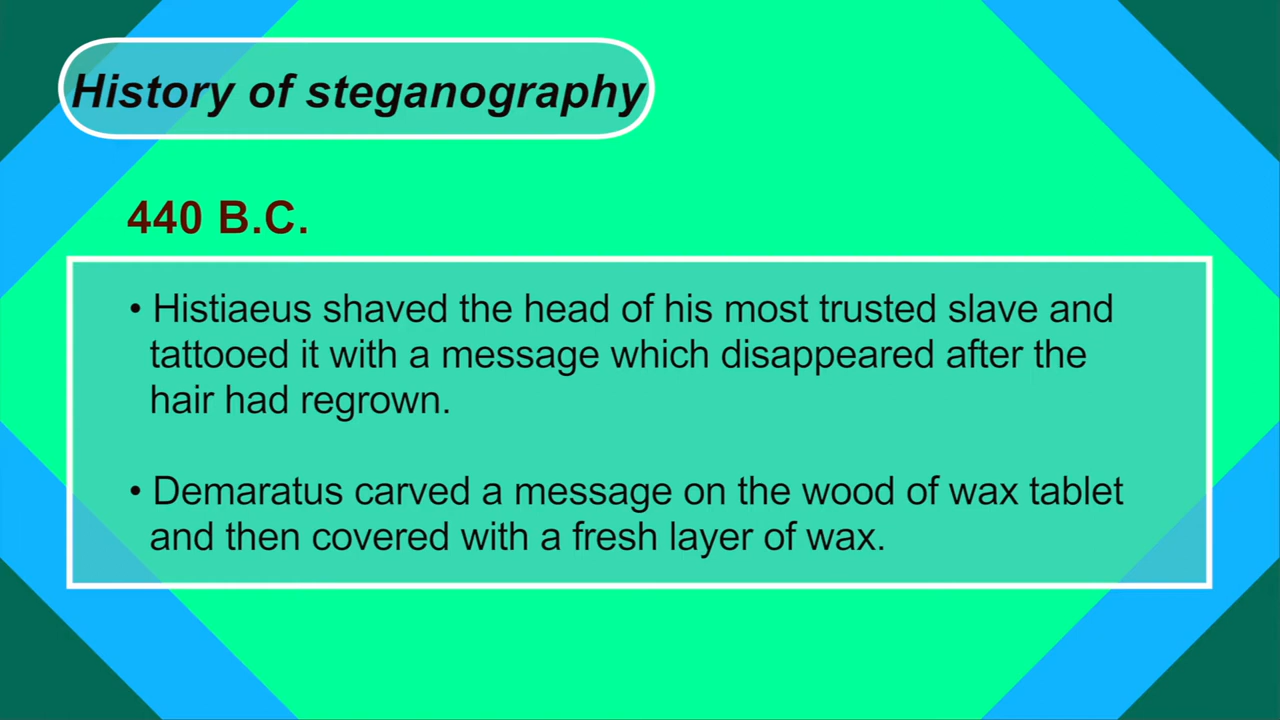 History of steganography
440 B.C.
• Histiaeus shaved the head of his most trusted slave and
tattooed it with a message which disappeared after the
hair had regrown.
• Demaratus carved a message on the wood of wax tablet
and then covered with a fresh layer of wax.